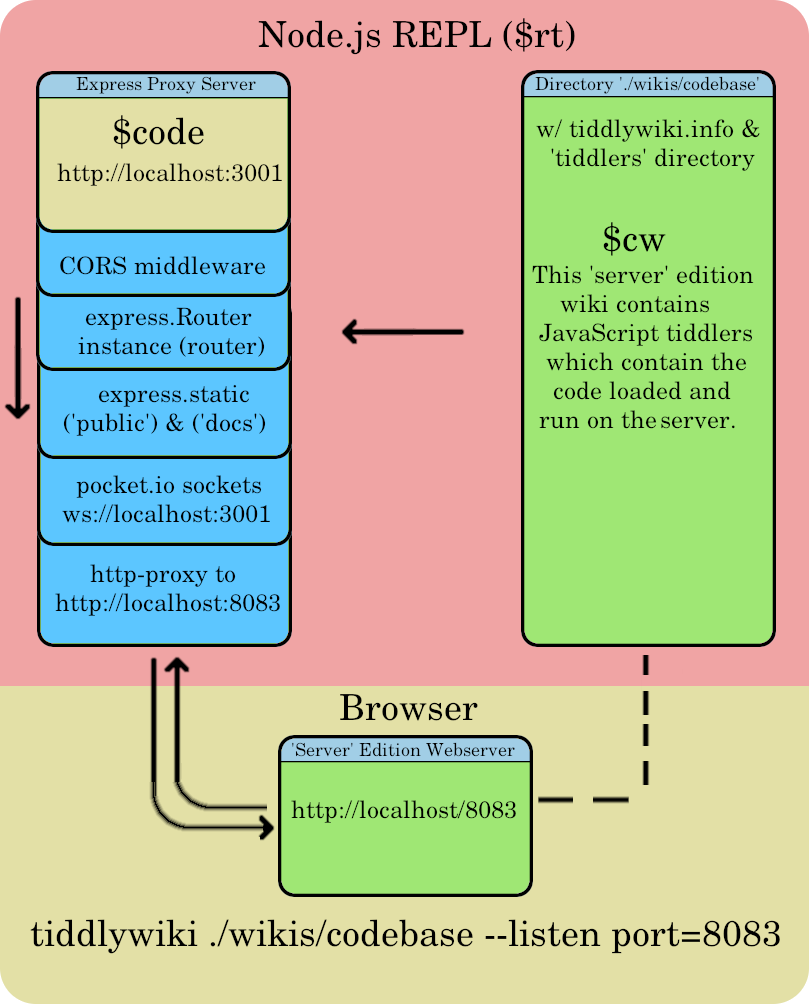 Node.js REPL ($rt)
Express Proxy Server
$code
http://localhost:3001
CORS middleware
express.Router
instance (router)
express.static
('public') & ('docs')
pocket.io sockets
ws://localhost:3001
http-proxy to
http://localhost:8083
Directory './wikis/codebase'
w/ tiddlywiki.info &
'tiddlers' directory
$cw
This 'server' edition
wiki contains
JavaScript tiddlers
which contain the
code loaded and
run on the server.
Browser
'Server' Edition Webserver
http://localhost/8083
tiddlywiki ./wikis/codebase --listen port=8083